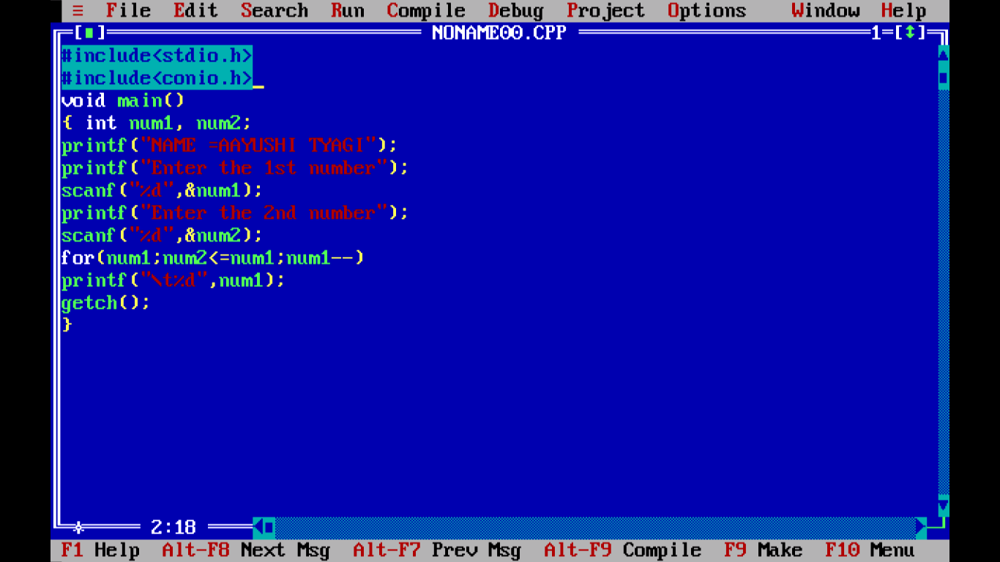 ≡ File Edit Search Run Compile Debug Project Options Window Help
[■] NONAME00.CPP 1=[↕]
#include<stdio.h>
#include<conio.h>
void main()
{ int num1, num2;
printf("NAME =AAYUSHI TYAGI");
printf("Enter the 1st number");
scanf("%d",&num1);
printf("Enter the 2nd number");
scanf("%d",&num2);
for(num1;num2<=num1;num1--)
printf("\t%d",num1);
getch();
}
2:18
F1 Help Alt-F8 Next Msg Alt-F7 Prev Msg Alt-F9 Compile F9 Make F10 Menu